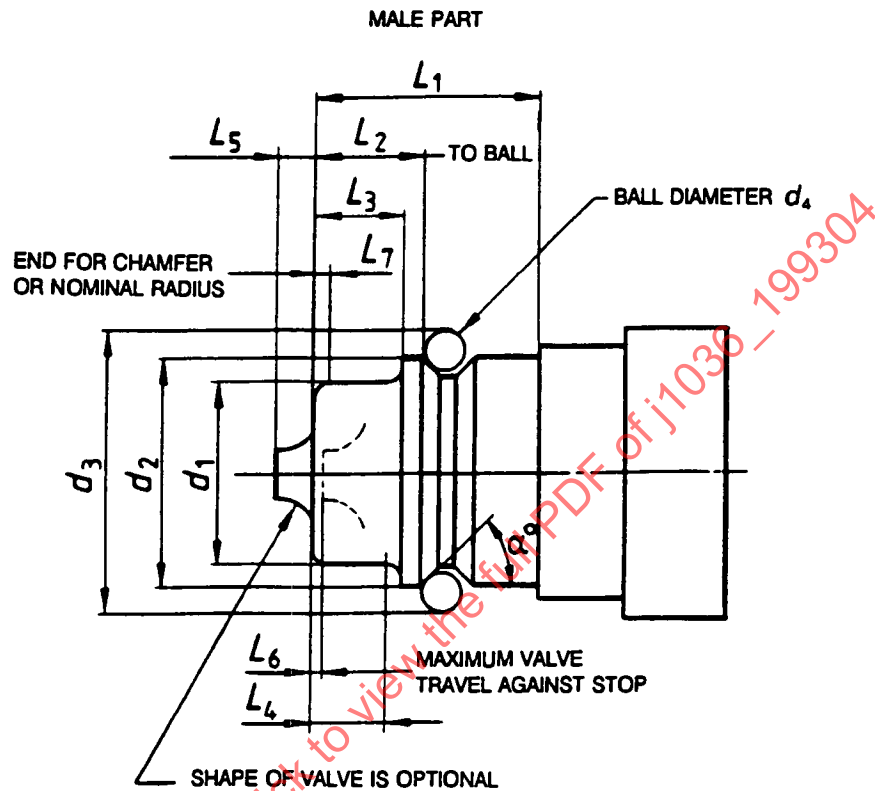 MALE PART
L1
L5
L2
TO BALL
BALL DIAMETER d4
L3
L7
END FOR CHAMFER
OR NOMINAL RADIUS
d3
d2
d1
a°
L6
MAXIMUM VALVE
TRAVEL AGAINST STOP
L4
SHAPE OF VALVE IS OPTIONAL
ck to view the full PDF of j1036_199304